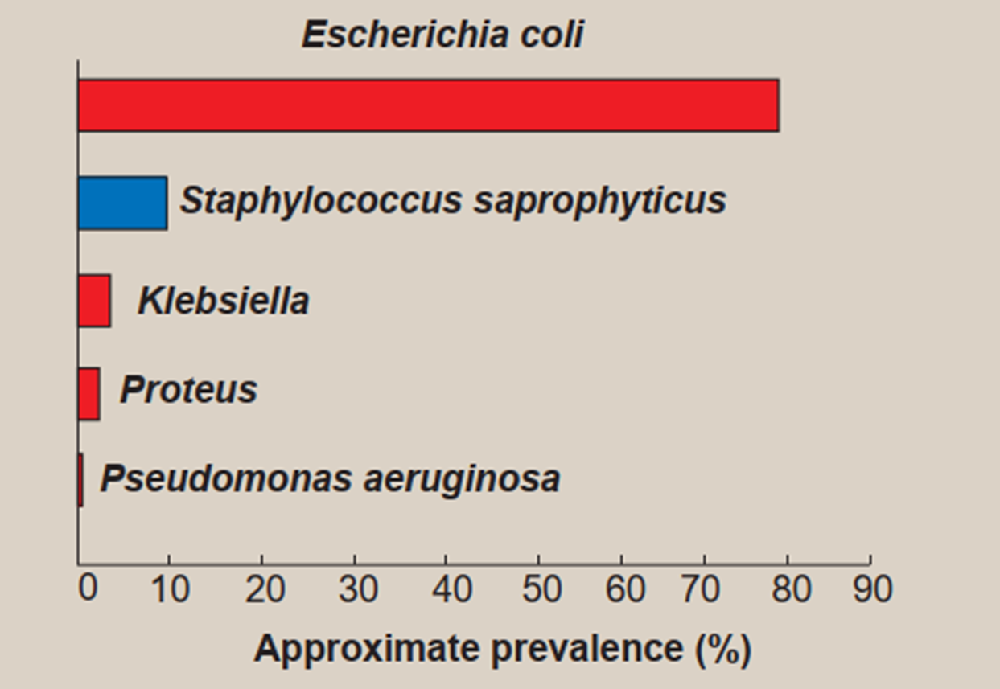 Escherichia coli
Staphylococcus saprophyticus
Klebsiella
Proteus
Pseudomonas aeruginosa
0 10 20 30 40 50 60 70 80 90
Approximate prevalence (%)